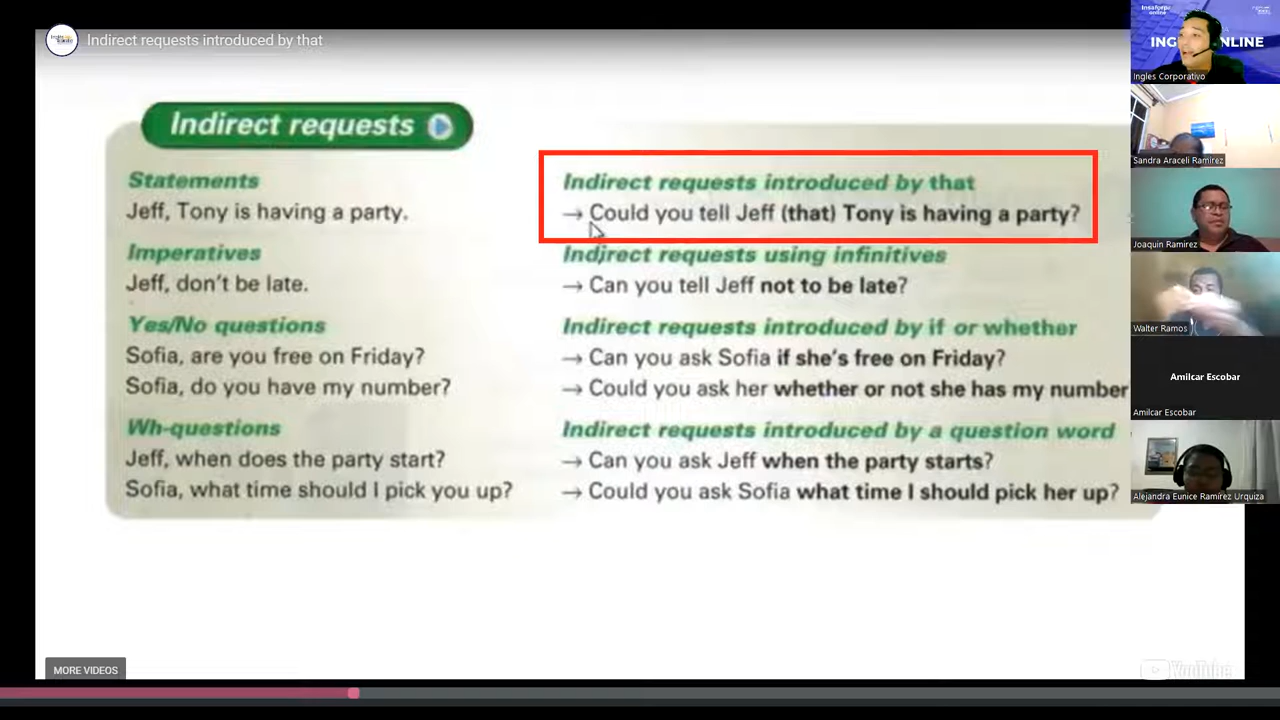 Indirect requests introduced by that
Indirect requests
Statements
Jeff, Tony is having a party.
Indirect requests introduced by that
→ Could you tell Jeff (that) Tony is having a party?
Imperatives
Jeff, don't be late.
Indirect requests using infinitives
→ Can you tell Jeff not to be late?
Yes/No questions
Sofia, are you free on Friday?
Sofia, do you have my number?
Indirect requests introduced by if or whether
→ Can you ask Sofia if she's free on Friday?
→ Could you ask her whether or not she has my number
Wh-questions
Jeff, when does the party start?
Sofia, what time should I pick you up?
Indirect requests introduced by a question word
→ Can you ask Jeff when the party starts?
→ Could you ask Sofia what time I should pick her up?
MORE VIDEOS
YouTube
online
ING NLINE
Ingles Corporativo
Sandra Araceli Ramírez
Joaquin Ramirez
Walter Ramos
Amilcar Escobar
Amilcar Escobar
Alejandra Eunice Ramírez Urquiza